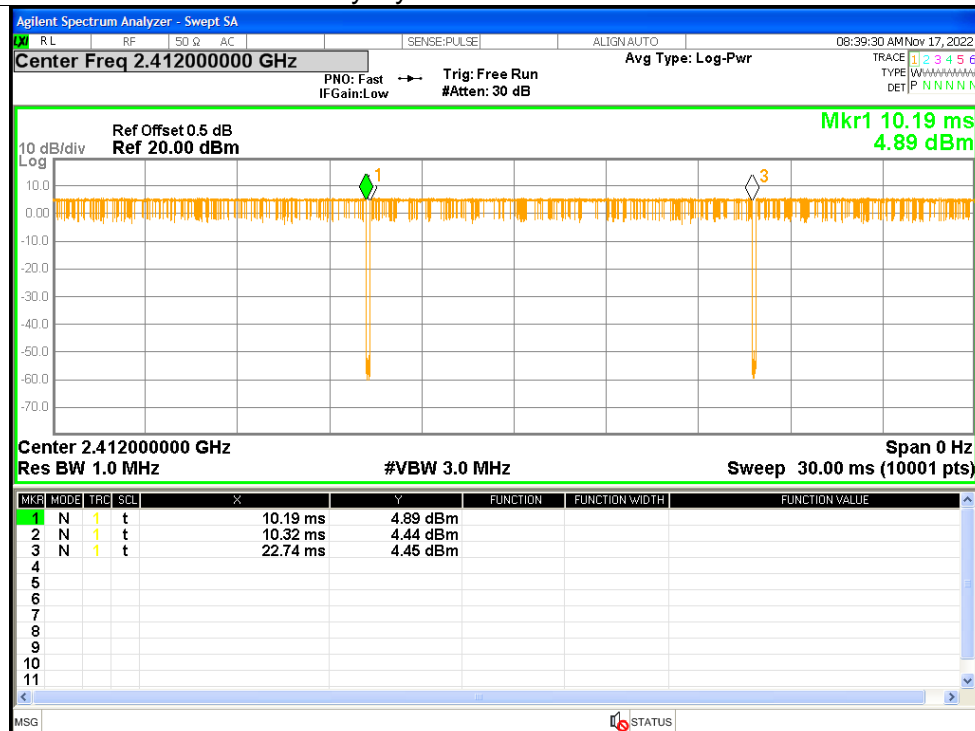 Agilent Spectrum Analyzer - Swept SA
LXI RL RF 50 Ω AC SENSE:PULSE ALIGNAUTO 08:39:30 AMNov 17, 2022
Center Freq 2.412000000 GHz Avg Type: Log-Pwr TRACE 1 2 3 4 5 6
PNO: Fast Trig: Free Run TYPE
IFGain:Low #Atten: 30 dB DET P N N N N N
Mkr1 10.19 ms
Ref Offset 0.5 dB
10 dB/div Ref 20.00 dBm 4.89 dBm
Log
1 3
10.0
0.00
-10.0
-20.0
-30.0
-40.0
-50.0
-60.0
-70.0
Center 2.412000000 GHz Span 0 Hz
Res BW 1.0 MHz #VBW 3.0 MHz Sweep 30.00 ms (10001 pts)
MKR MODE TRC SCL X Y FUNCTION FUNCTION WIDTH FUNCTION VALUE
1 N 1 t 10.19 ms 4.89 dBm
2 N 1 t 10.32 ms 4.44 dBm
3 N 1 t 22.74 ms 4.45 dBm
4
5
6
7
8
9
10
11
MSG STATUS